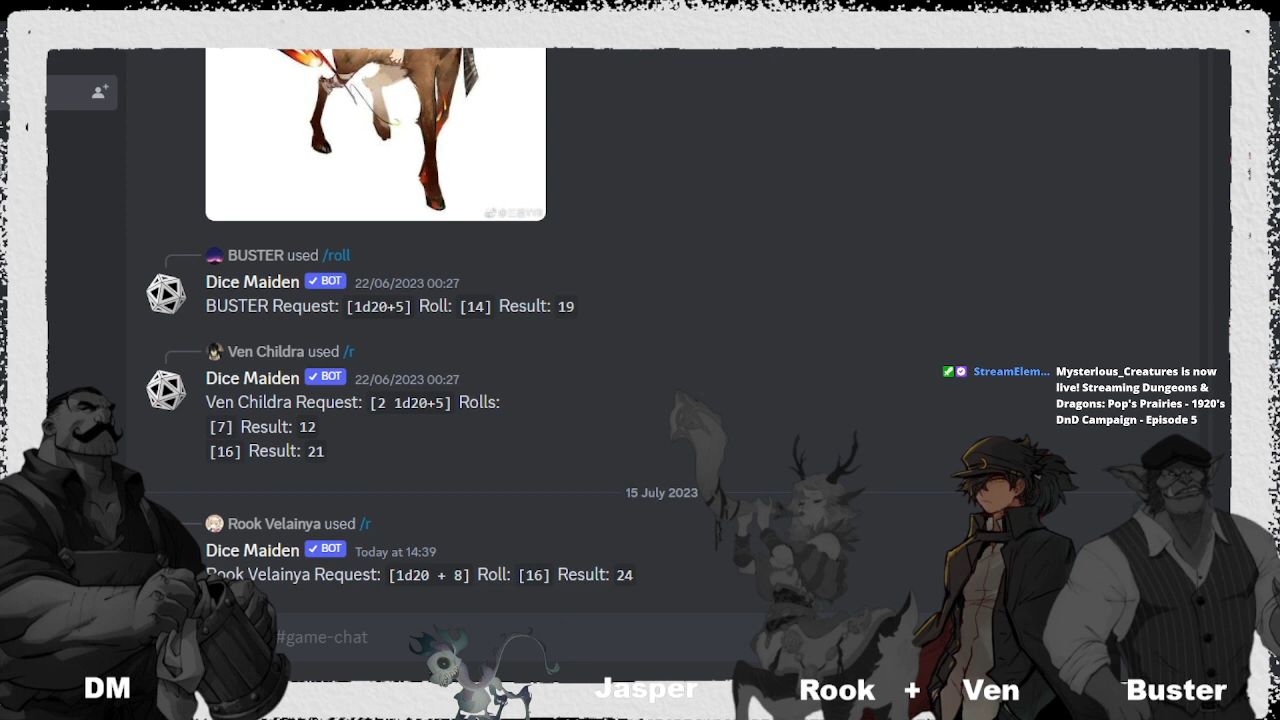 BUSTER used /roll
Dice Maiden ✓ BOT 22/06/2023 00:27
BUSTER Request: [1d20+5] Roll: [14] Result: 19
Ven Childra used /r
Dice Maiden ✓ BOT 22/06/2023 00:27
Ven Childra Request: [2 1d20+5] Rolls:
[7] Result: 12
[16] Result: 21
StreamElem... Mysterious_Creatures is now
live! Streaming Dungeons &
Dragons: Pop's Prairies - 1920's
DnD Campaign - Episode 5
15 July 2023
Rook Velainya used /r
Dice Maiden ✓ BOT Today at 14:39
Rook Velainya Request: [1d20 + 8] Roll: [16] Result: 24
#game-chat
DM
Jasper
Rook + Ven
Buster